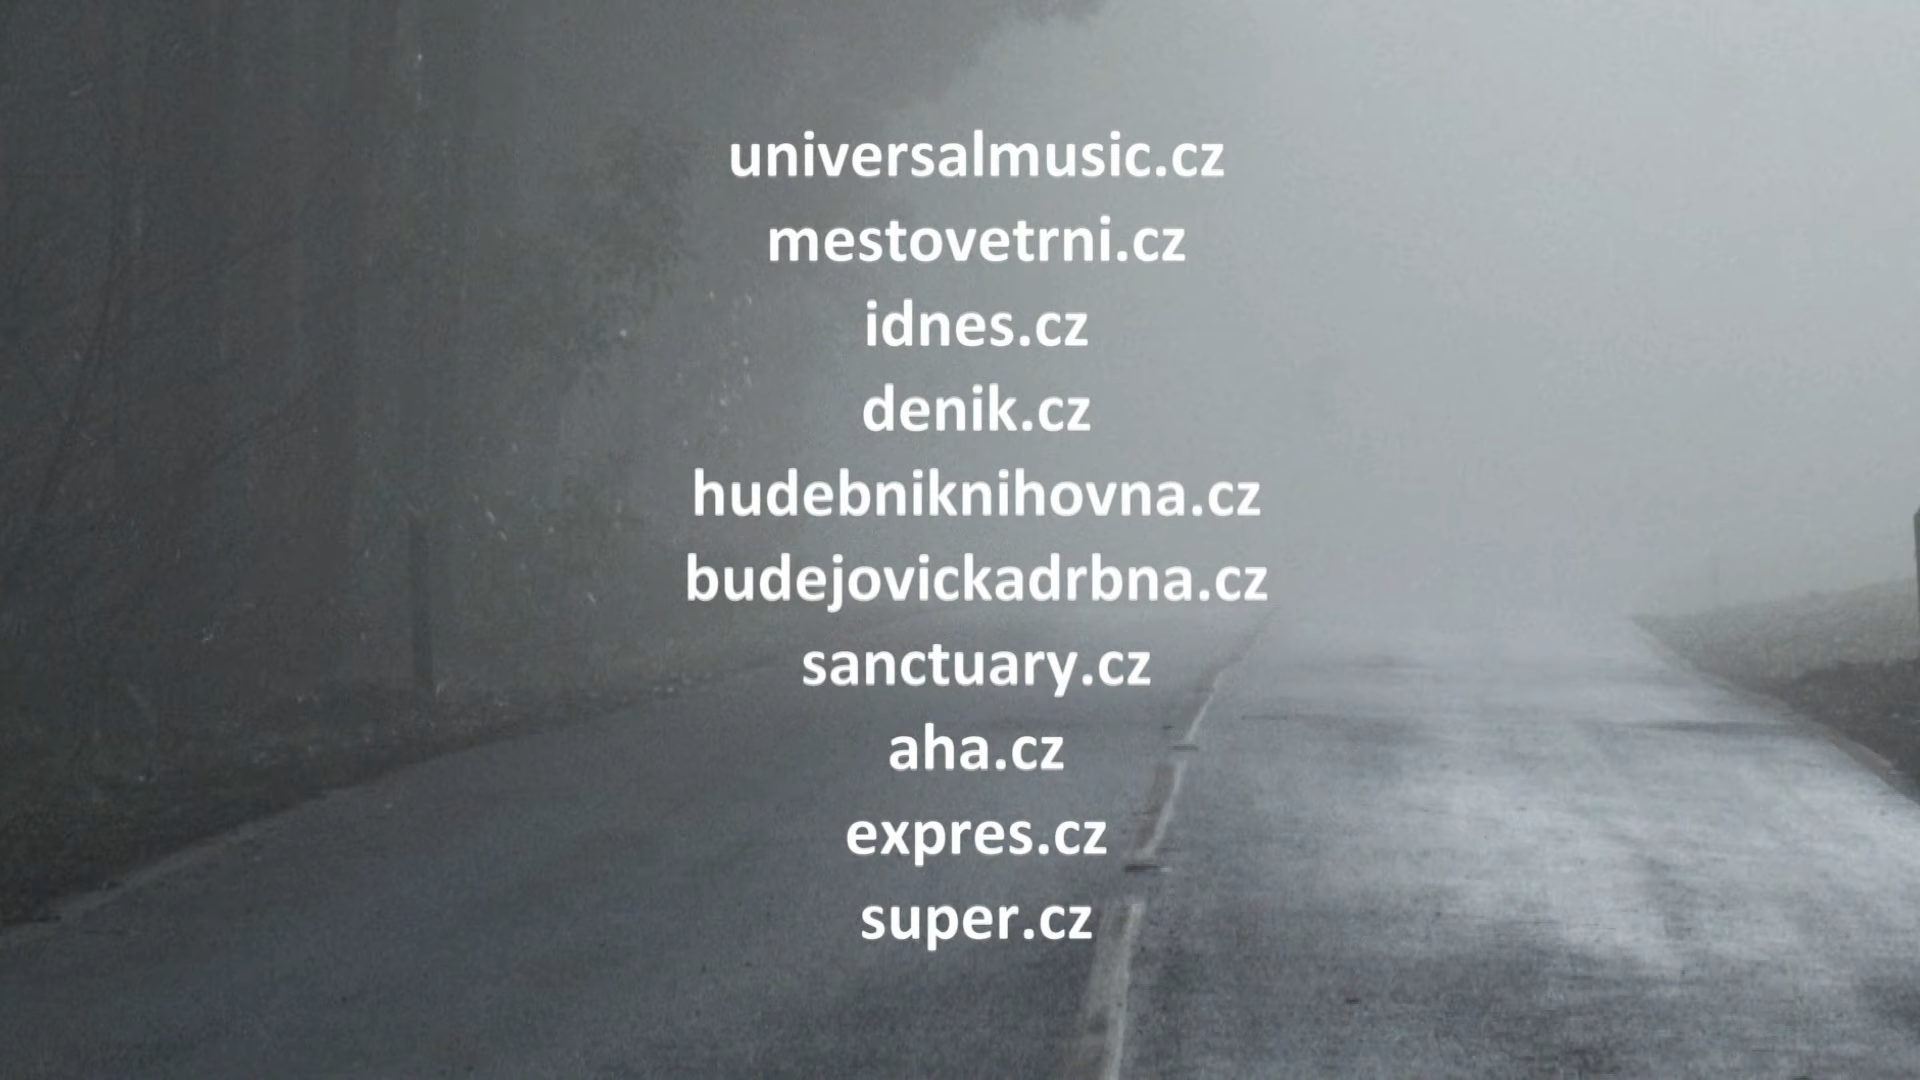 universalmusic.cz
mestovetrni.cz
idnes.cz
denik.cz
hudebniknihovna.cz
budejovickadrbna.cz
sanctuary.cz
aha.cz
expres.cz
super.cz